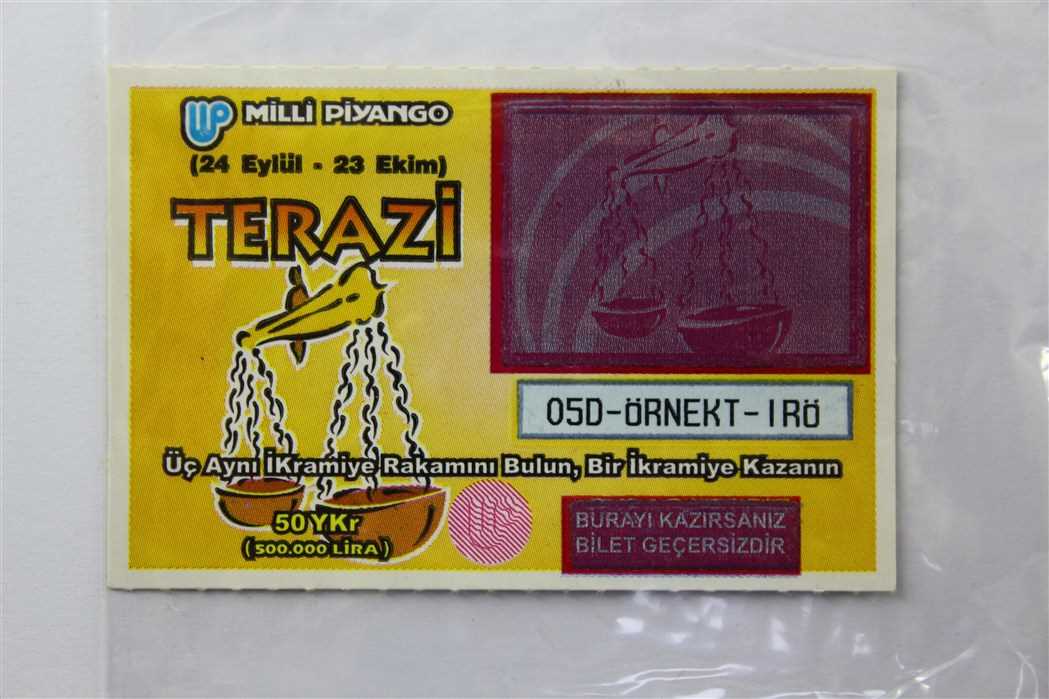 MİLLİ PİYANGO
(24 Eylül - 23 Ekim)
TERAZİ
05D-ÖRNEKT-IRÖ
Üç Aynı İKramiye Rakamını Bulun, Bir İkramiye Kazanın
50 YKr
(500.000 LİRA)
BURAYI KAZIRSANIZ
BİLET GEÇERSİZDİR